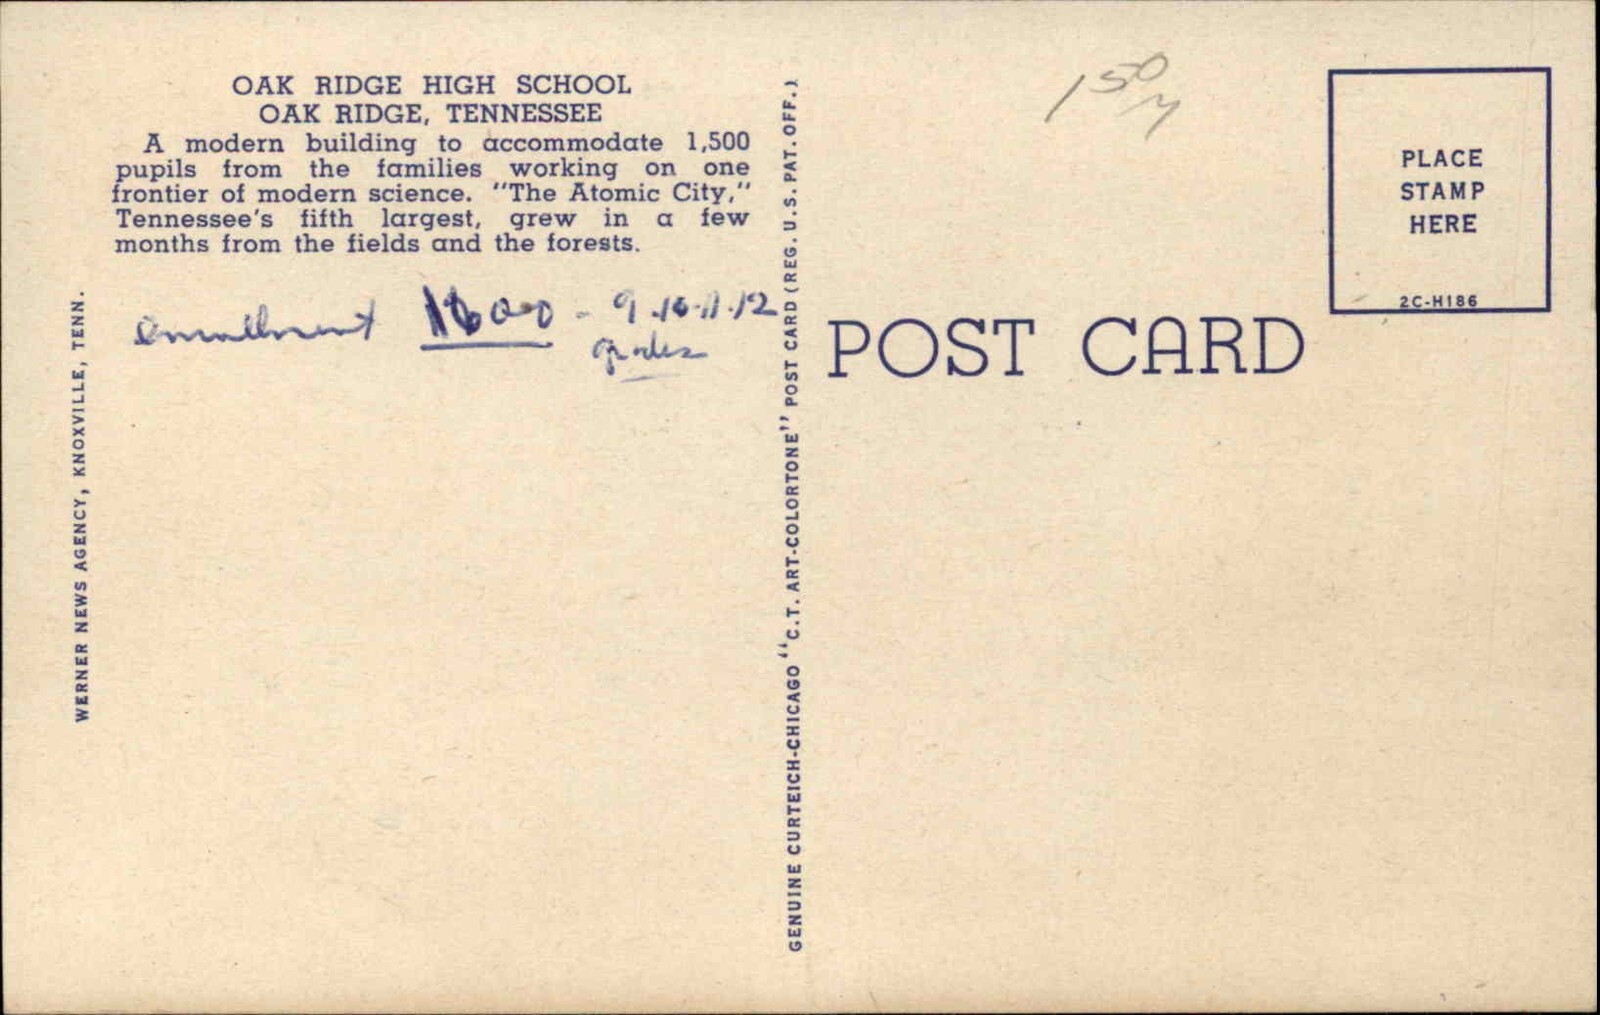 OAK RIDGE HIGH SCHOOL
OAK RIDGE, TENNESSEE
A modern building to accommodate 1,500
pupils from the families working on one
frontier of modern science. "The Atomic City,"
Tennessee's fifth largest, grew in a few
months from the fields and the forests.
enrollment 1600 - 9.10.11.12
grades
WERNER NEWS AGENCY, KNOXVILLE, TENN.
GENUINE CURTEICH-CHICAGO "C.T. ART-COLORTONE" POST CARD (REG. U.S. PAT. OFF.)
150
POST CARD
PLACE
STAMP
HERE
2C-H186